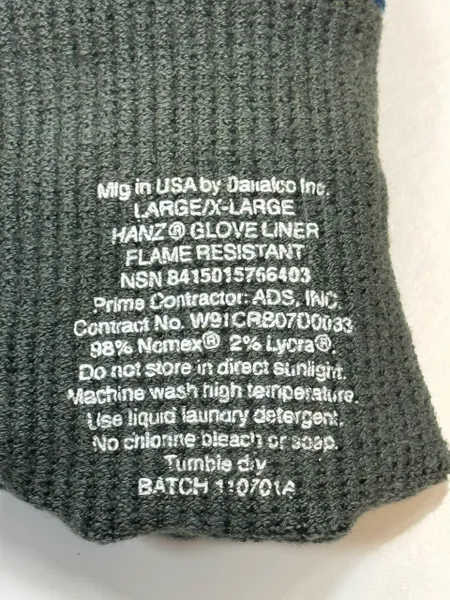 Mfg in USA by Danalco Inc.
LARGE/X-LARGE
HANZ® GLOVE LINER
FLAME RESISTANT
NSN 8415015766403
Prime Contractor: ADS, INC.
Contract No. W91CRB07D0033
98% Nomex® 2% Lycra®.
Do not store in direct sunlight.
Machine wash high temperature.
Use liquid laundry detergent.
No chlorine bleach or soap.
Tumble dry
BATCH 110701A